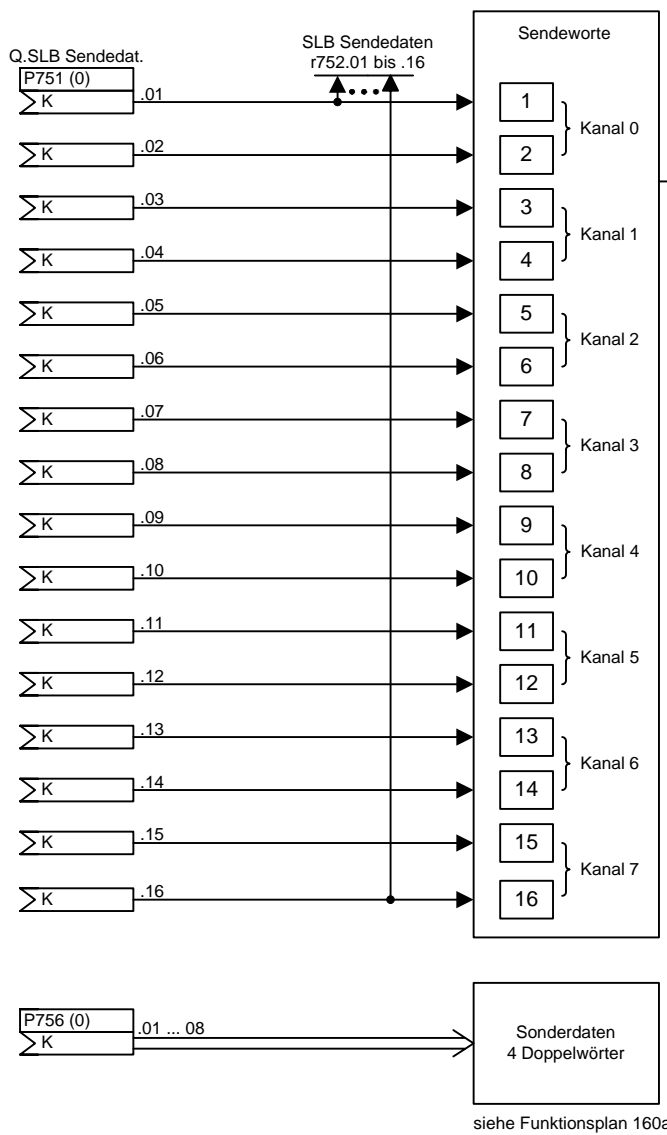 Q.SLB Sendedat.
P751 (0)
SLB Sendedaten
r752.01 bis .16
Sendeworte
K .01 1
K .02 2
Kanal 0
K .03 3
K .04 4
Kanal 1
K .05 5
K .06 6
Kanal 2
K .07 7
K .08 8
Kanal 3
K .09 9
K .10 10
Kanal 4
K .11 11
K .12 12
Kanal 5
K .13 13
K .14 14
Kanal 6
K .15 15
K .16 16
Kanal 7
P756 (0)
K .01 ... 08
Sonderdaten
4 Doppelwörter
siehe Funktionsplan 160a